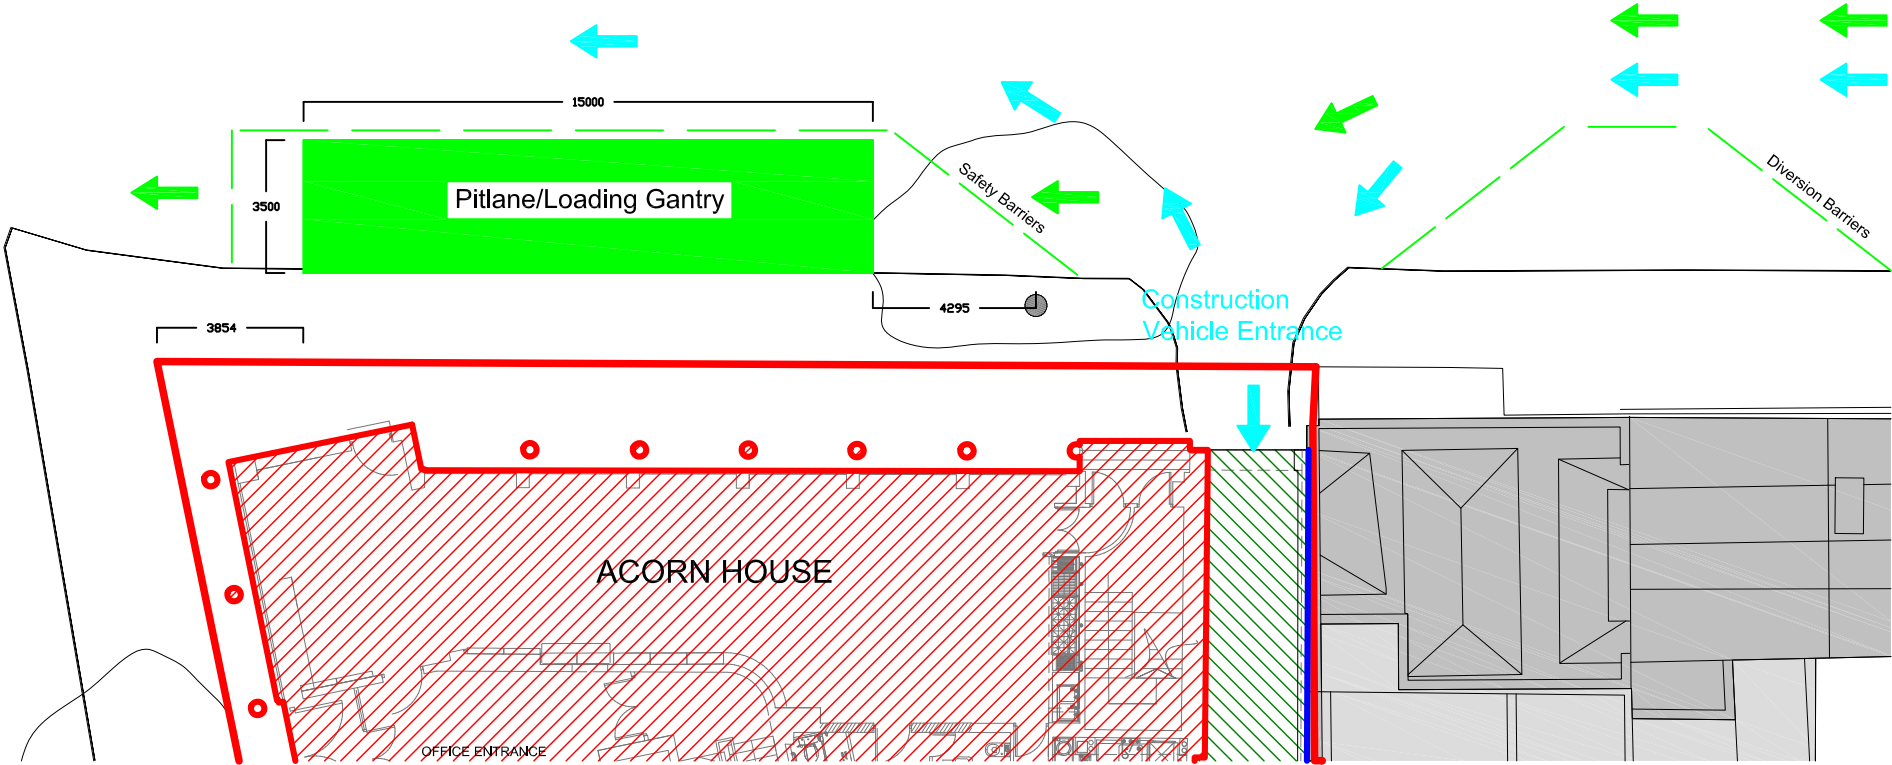 15000
3500
Pitlane/Loading Gantry
Safety Barriers
Diversion Barriers
4295
3854
Construction
Vehicle Entrance
ACORN HOUSE
OFFICE ENTRANCE